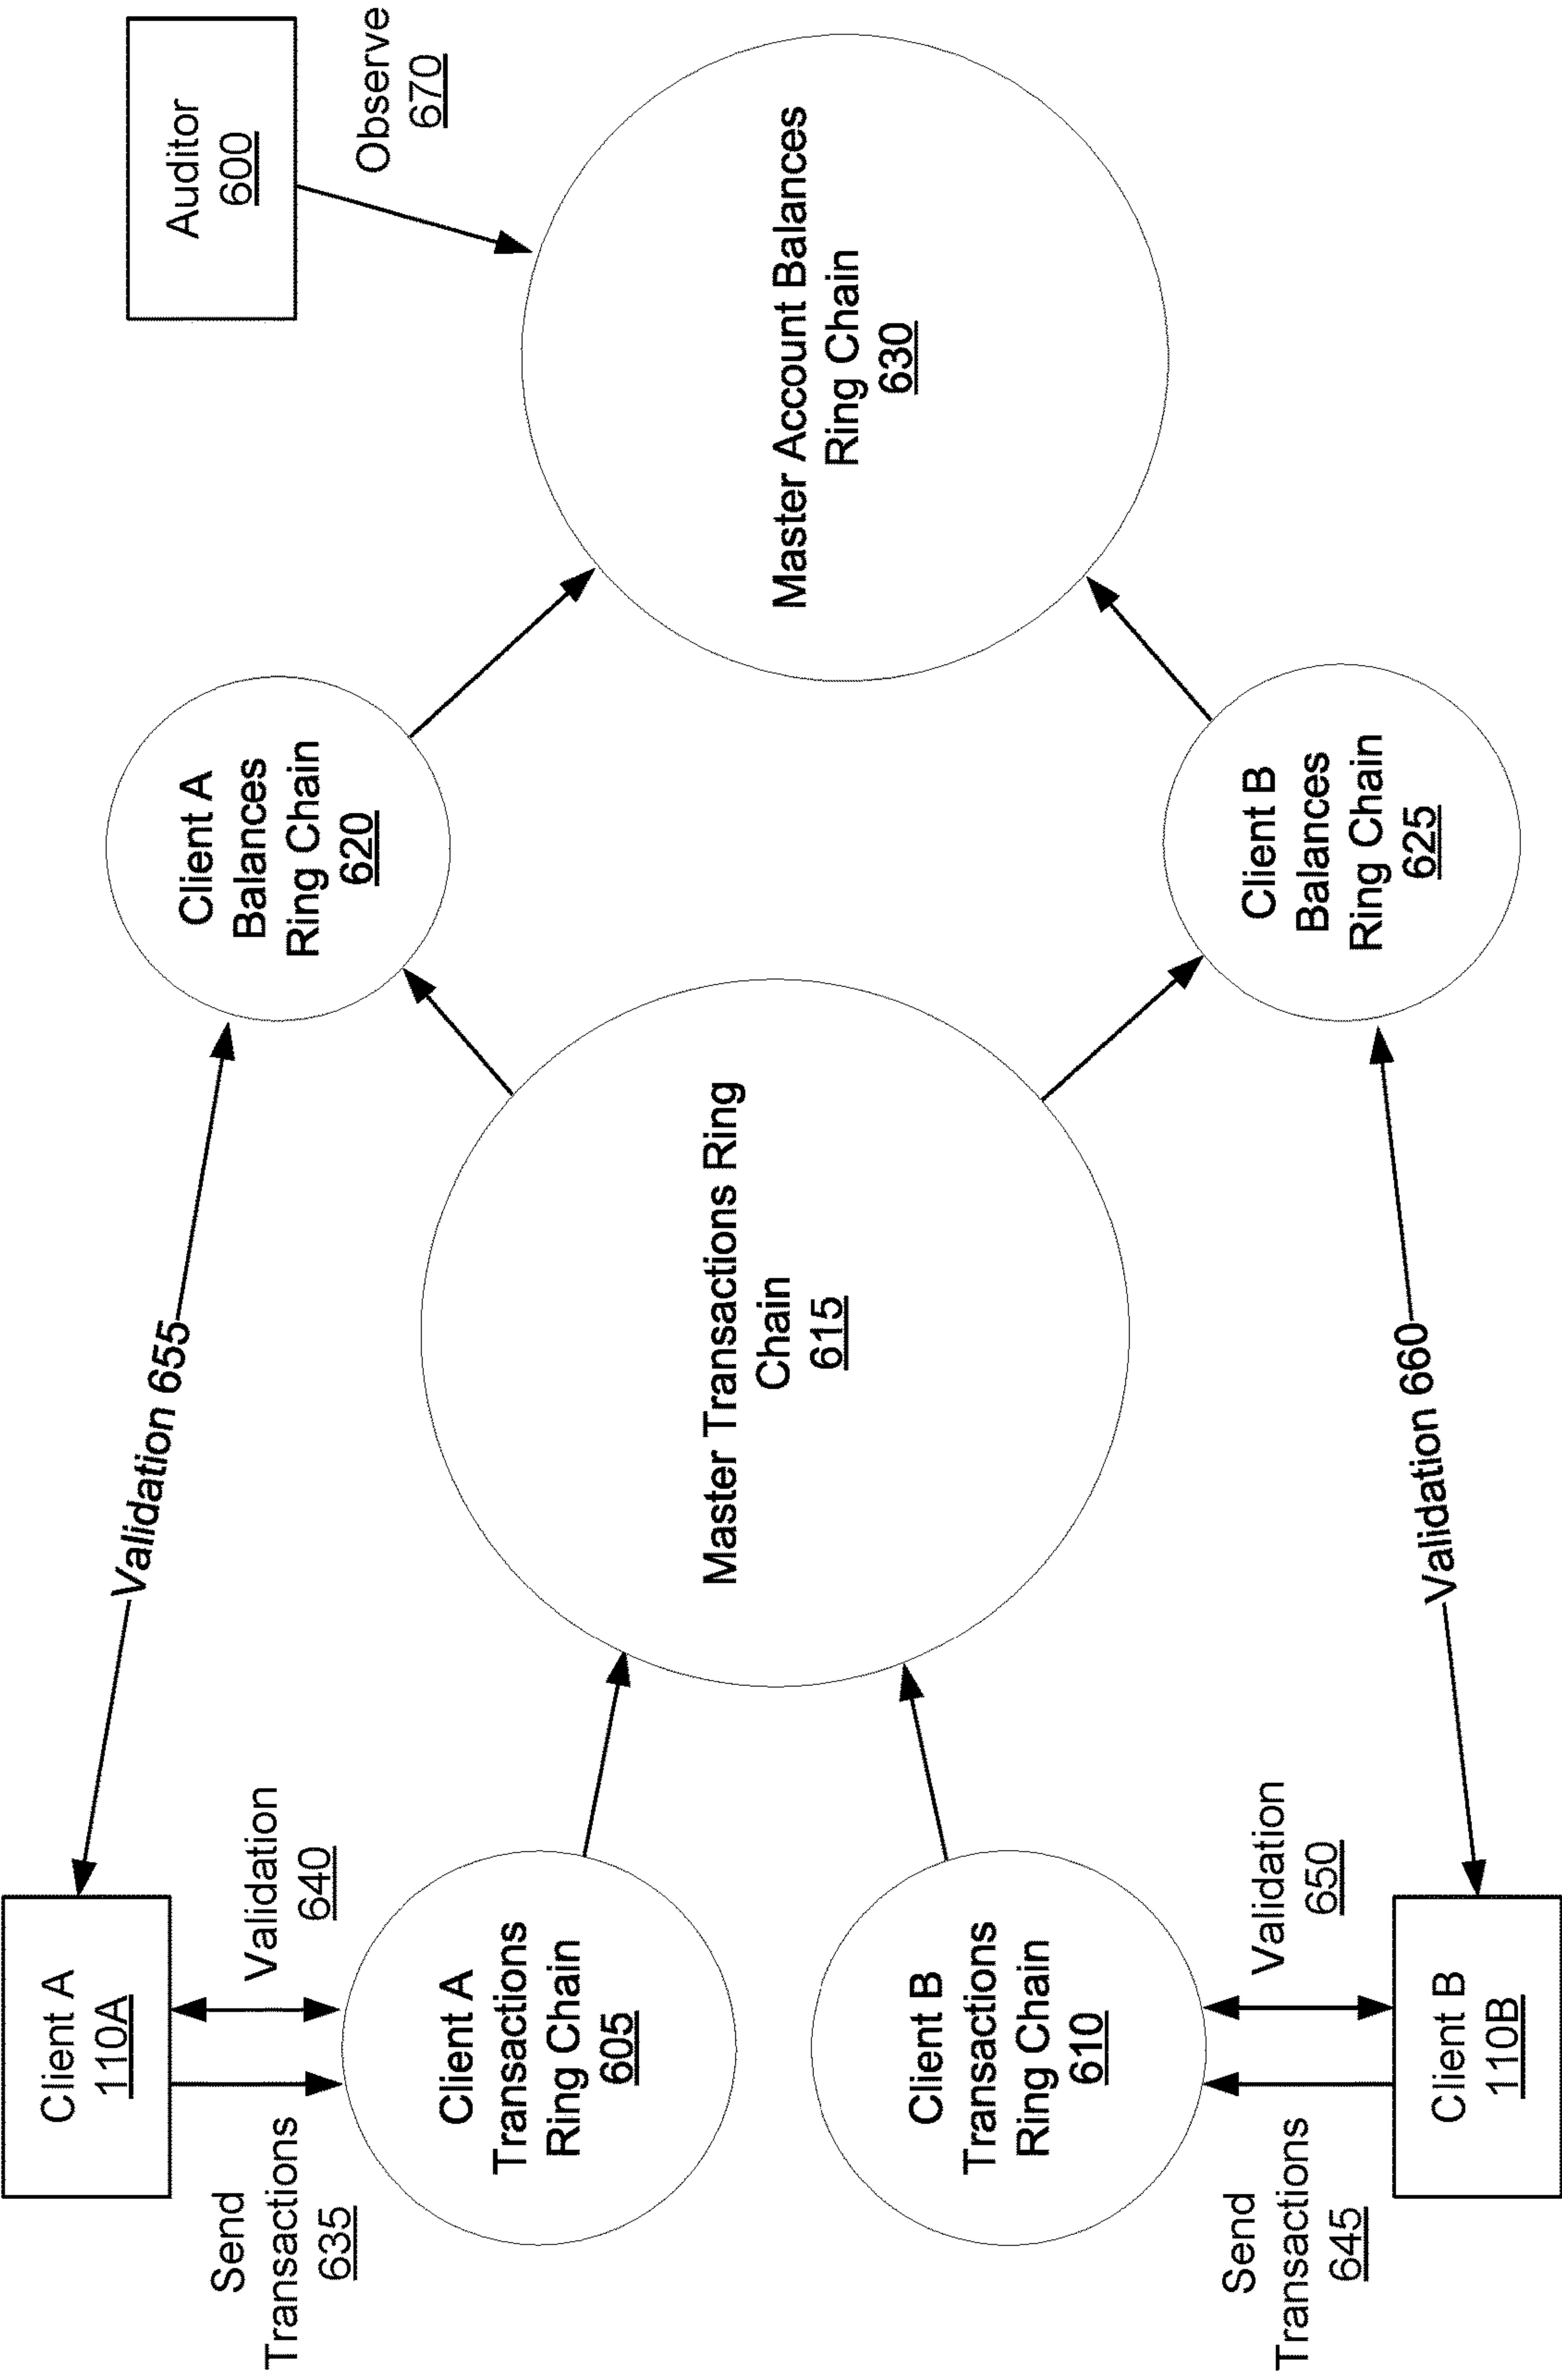 Client A
110A
Validation 655
Auditor
600
Observe
670
Send
Transactions
635
Validation
640
Client A
Balances
Ring Chain
620
Client A
Transactions
Ring Chain
605
Master Transactions Ring
Chain
615
Master Account Balances
Ring Chain
630
Client B
Transactions
Ring Chain
610
Client B
Balances
Ring Chain
625
Send
Transactions
645
Validation
650
Validation 660
Client B
110B